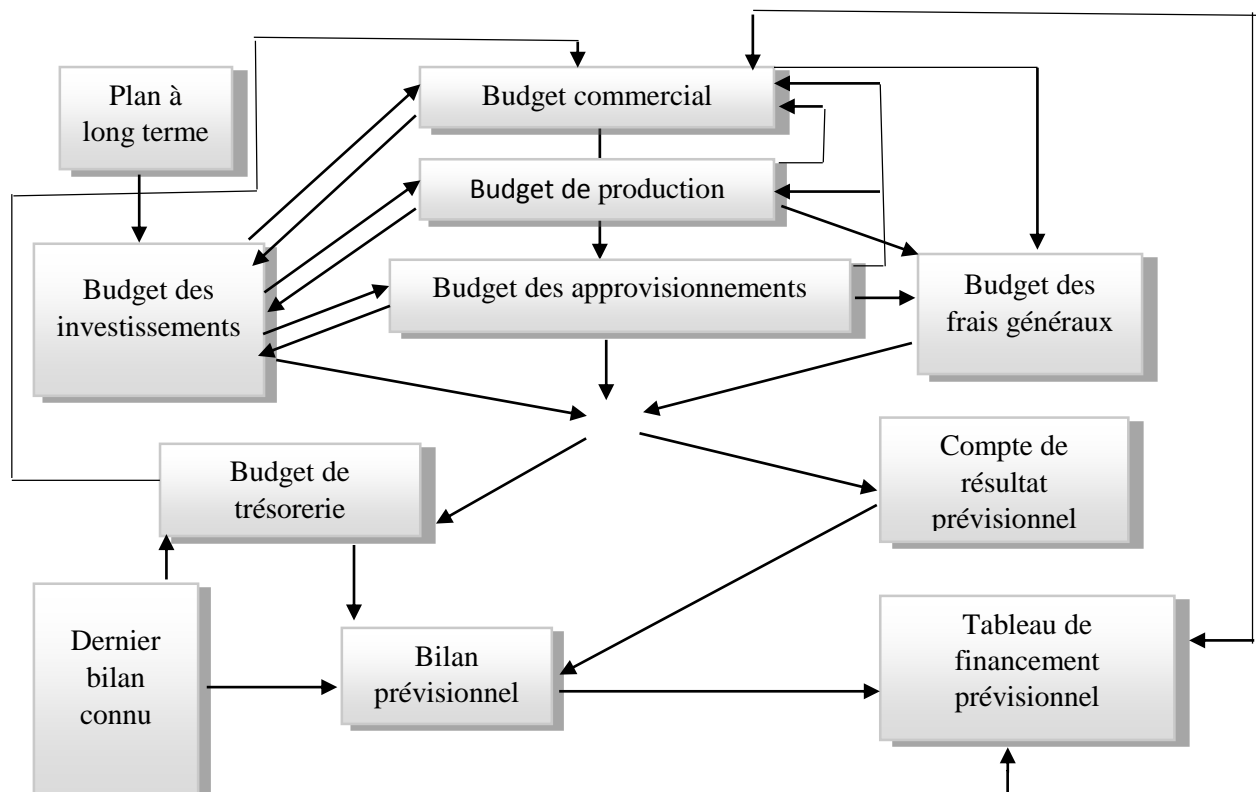 Plan à
long terme
Budget commercial
Budget de production
Budget des
investissements
Budget des approvisionnements
Budget des
frais généraux
Budget de
trésorerie
Compte de
résultat
prévisionnel
Dernier
bilan
connu
Bilan
prévisionnel
Tableau de
financement
prévisionnel